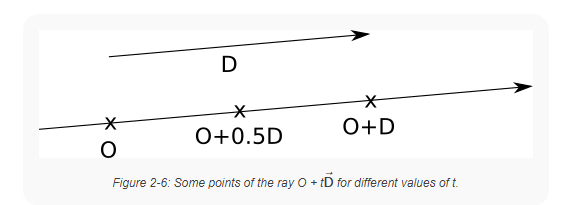 D
x x x
O O+0.5D O+D
Figure 2-6: Some points of the ray O + tD⃗ for different values of t.